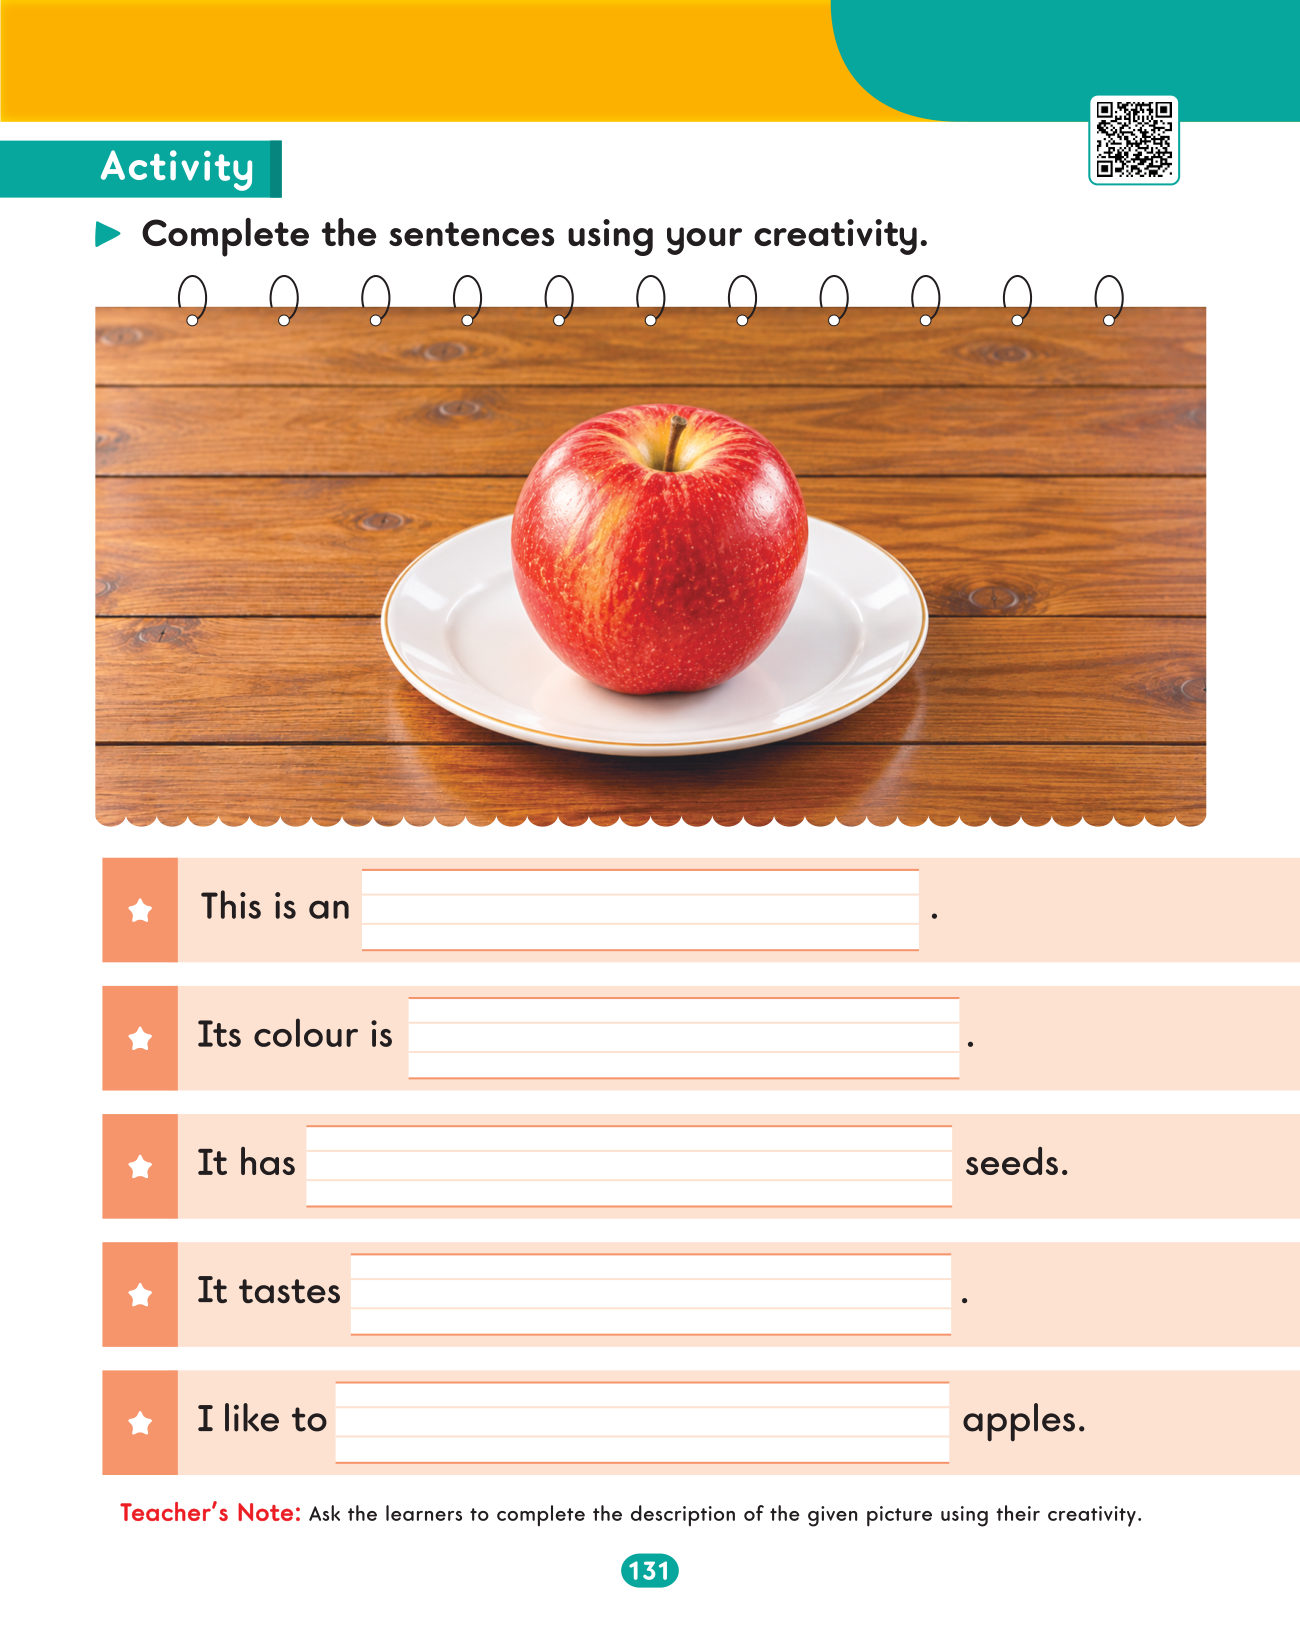 Activity
Complete the sentences using your creativity.
This is an .
Its colour is .
It has seeds.
It tastes .
I like to apples.
Teacher's Note: Ask the learners to complete the description of the given picture using their creativity.
131